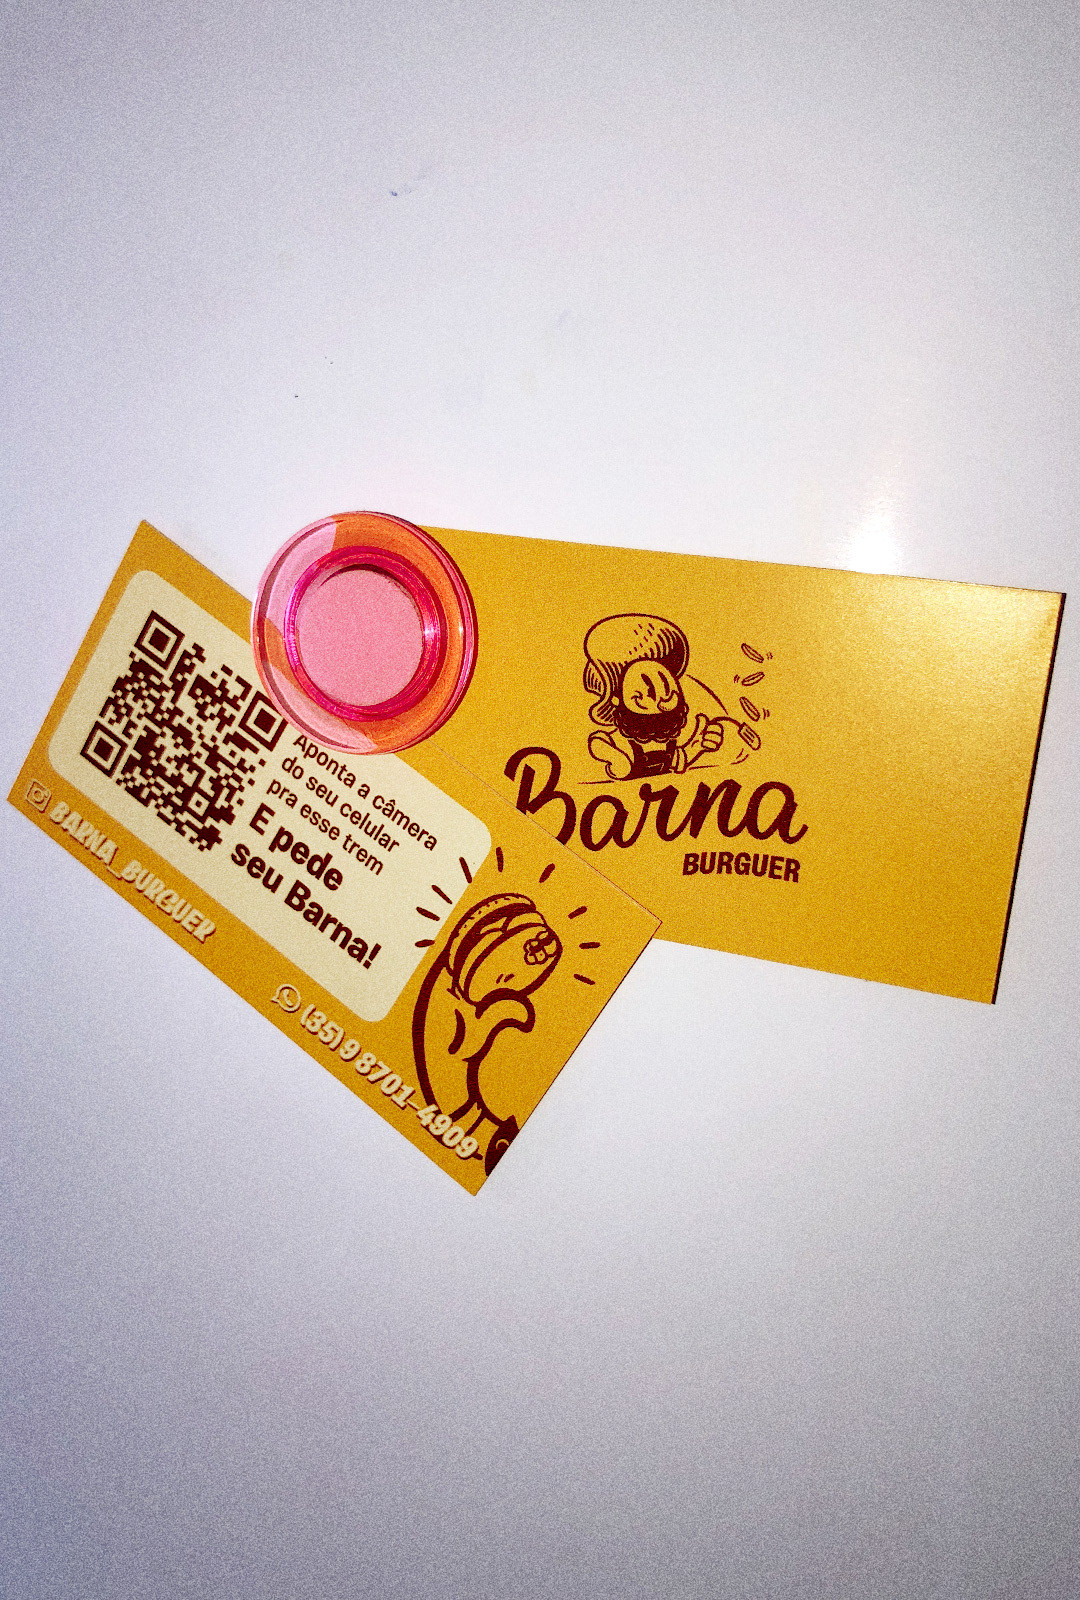 Aponta a câmera
do seu celular
pra esse trem
E pede
seu Barna!
BARNA_BURGUER
(35) 9 8701-4909
Barna
BURGUER